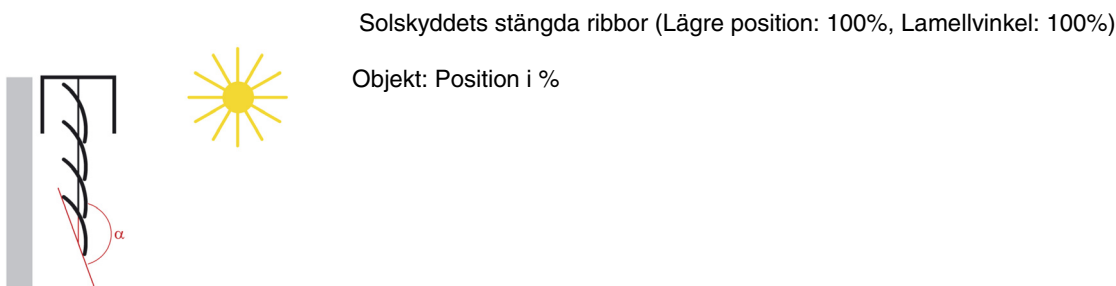 Solskyddets stängda ribbor (Lägre position: 100%, Lamellvinkel: 100%)
Objekt: Position i %
α